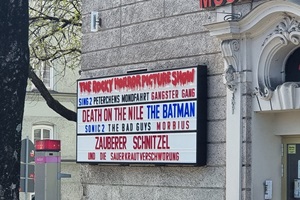 THE ROCKY HORROR PICTURE SHOW
SING 2 PETERCHENS MONDFAHRT GANGSTER GANG
DEATH ON THE NILE THE BATMAN
SONIC 2 THE BAD GUYS MORBIUS
ZAUBERER SCHNITZEL
UND DIE SAUERKRAUTVERSCHWÖRUNG